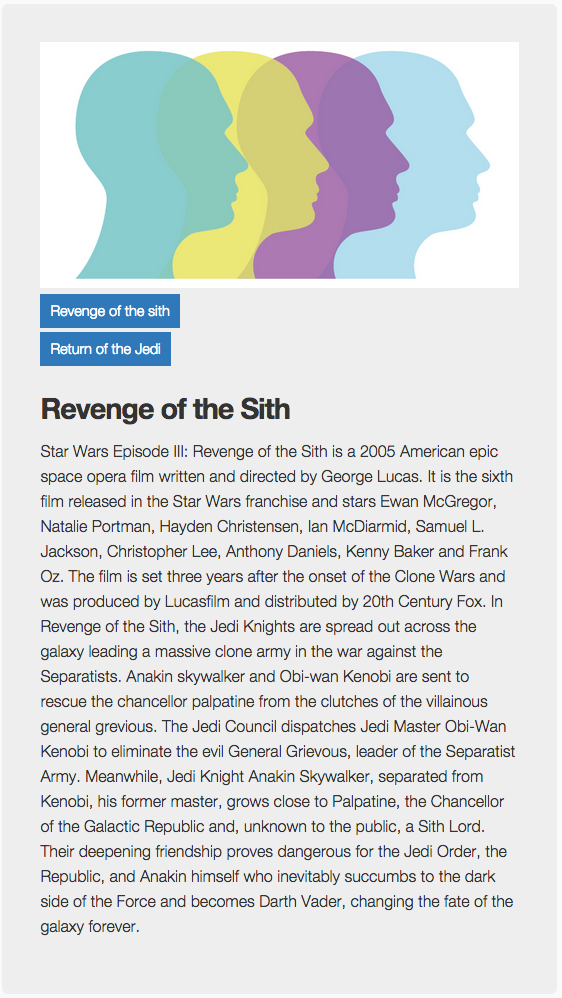 Revenge of the sith
Return of the Jedi
Revenge of the Sith
Star Wars Episode III: Revenge of the Sith is a 2005 American epic
space opera film written and directed by George Lucas. It is the sixth
film released in the Star Wars franchise and stars Ewan McGregor,
Natalie Portman, Hayden Christensen, Ian McDiarmid, Samuel L.
Jackson, Christopher Lee, Anthony Daniels, Kenny Baker and Frank
Oz. The film is set three years after the onset of the Clone Wars and
was produced by Lucasfilm and distributed by 20th Century Fox. In
Revenge of the Sith, the Jedi Knights are spread out across the
galaxy leading a massive clone army in the war against the
Separatists. Anakin skywalker and Obi-wan Kenobi are sent to
rescue the chancellor palpatine from the clutches of the villainous
general grevious. The Jedi Council dispatches Jedi Master Obi-Wan
Kenobi to eliminate the evil General Grievous, leader of the Separatist
Army. Meanwhile, Jedi Knight Anakin Skywalker, separated from
Kenobi, his former master, grows close to Palpatine, the Chancellor
of the Galactic Republic and, unknown to the public, a Sith Lord.
Their deepening friendship proves dangerous for the Jedi Order, the
Republic, and Anakin himself who inevitably succumbs to the dark
side of the Force and becomes Darth Vader, changing the fate of the
galaxy forever.